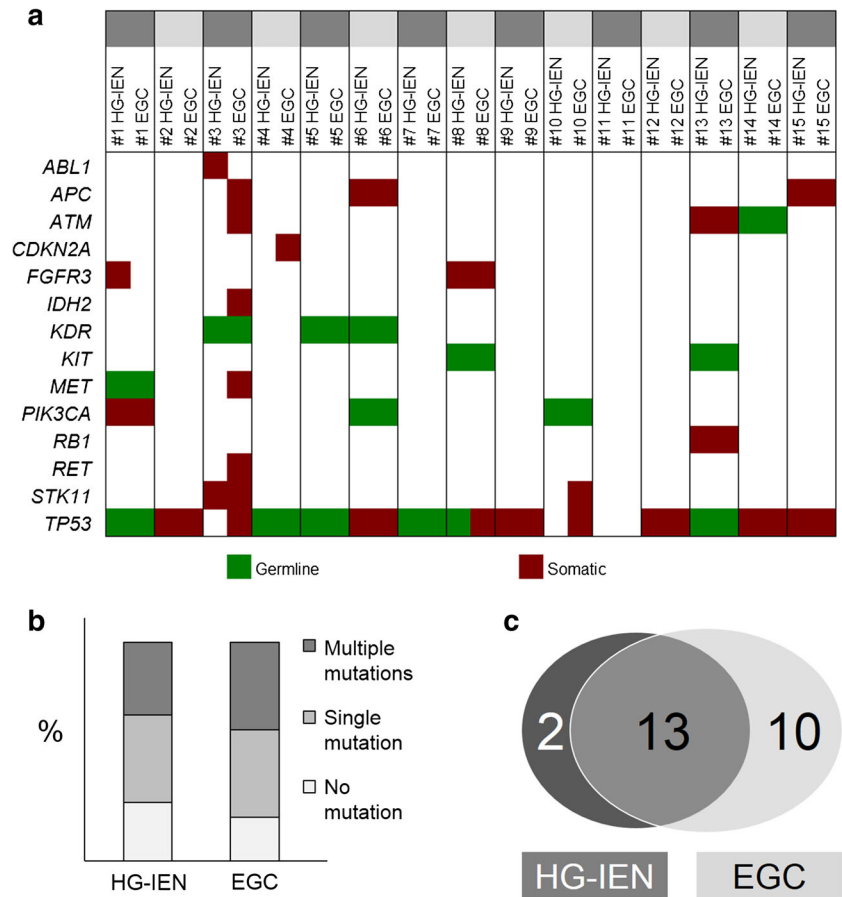 a
#1 HG-IEN
#1 EGC
#2 HG-IEN
#2 EGC
#3 HG-IEN
#3 EGC
#4 HG-IEN
#4 EGC
#5 HG-IEN
#5 EGC
#6 HG-IEN
#6 EGC
#7 HG-IEN
#7 EGC
#8 HG-IEN
#8 EGC
#9 HG-IEN
#9 EGC
#10 HG-IEN
#10 EGC
#11 HG-IEN
#11 EGC
#12 HG-IEN
#12 EGC
#13 HG-IEN
#13 EGC
#14 HG-IEN
#14 EGC
#15 HG-IEN
#15 EGC
ABL1
APC
ATM
CDKN2A
FGFR3
IDH2
KDR
KIT
MET
PIK3CA
RB1
RET
STK11
TP53
Germline
Somatic
b
%
Multiple
mutations
Single
mutation
No
mutation
HG-IEN
EGC
c
2
13
10
HG-IEN
EGC